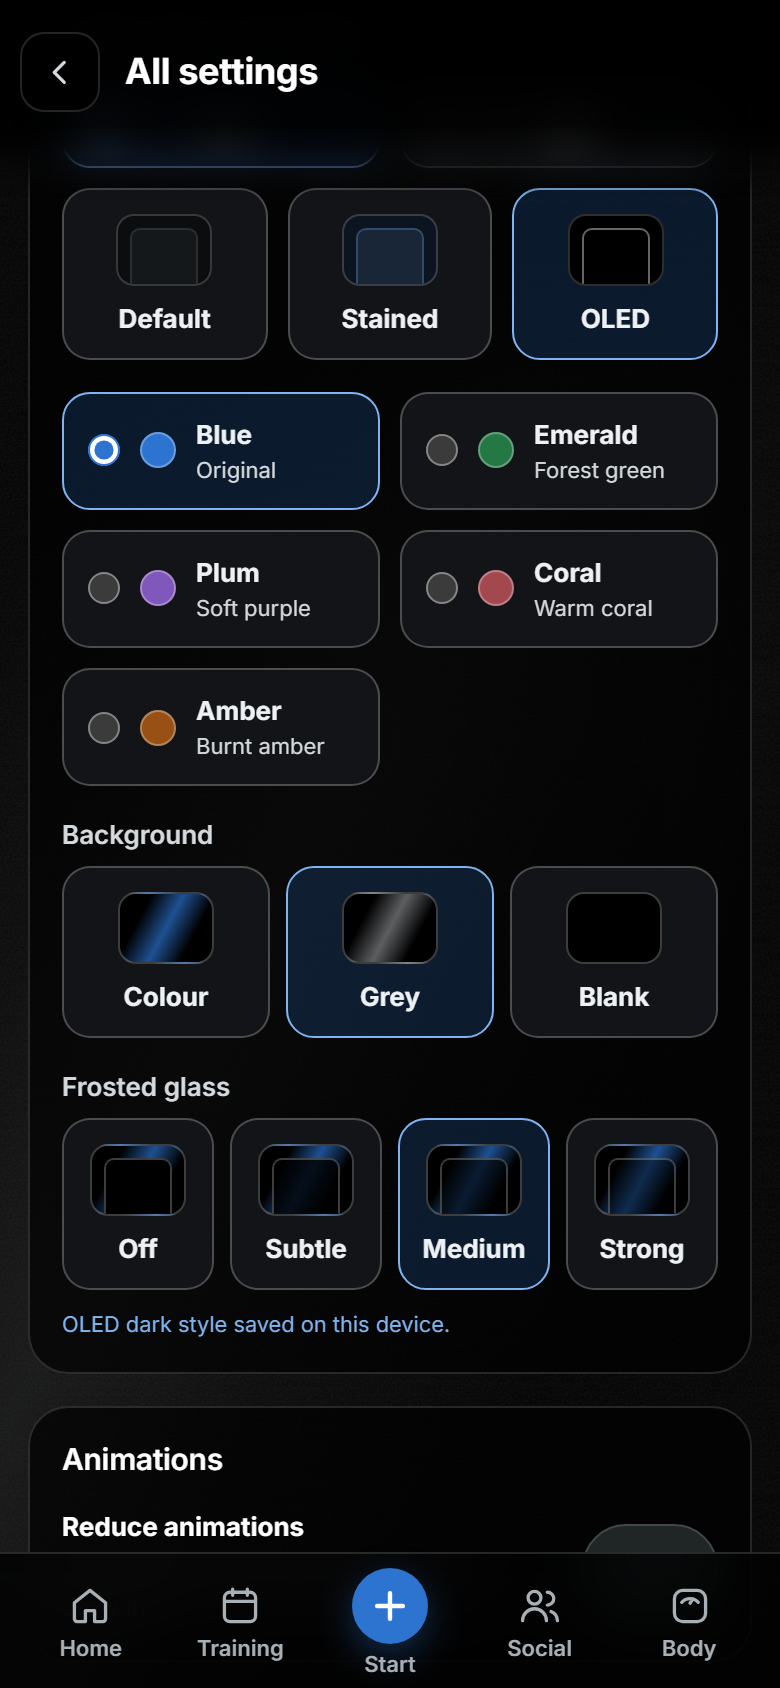 All settings
Default
Stained
OLED
Blue
Original
Emerald
Forest green
Plum
Soft purple
Coral
Warm coral
Amber
Burnt amber
Background
Colour
Grey
Blank
Frosted glass
Off
Subtle
Medium
Strong
OLED dark style saved on this device.
Animations
Reduce animations
Home
Training
Start
Social
Body